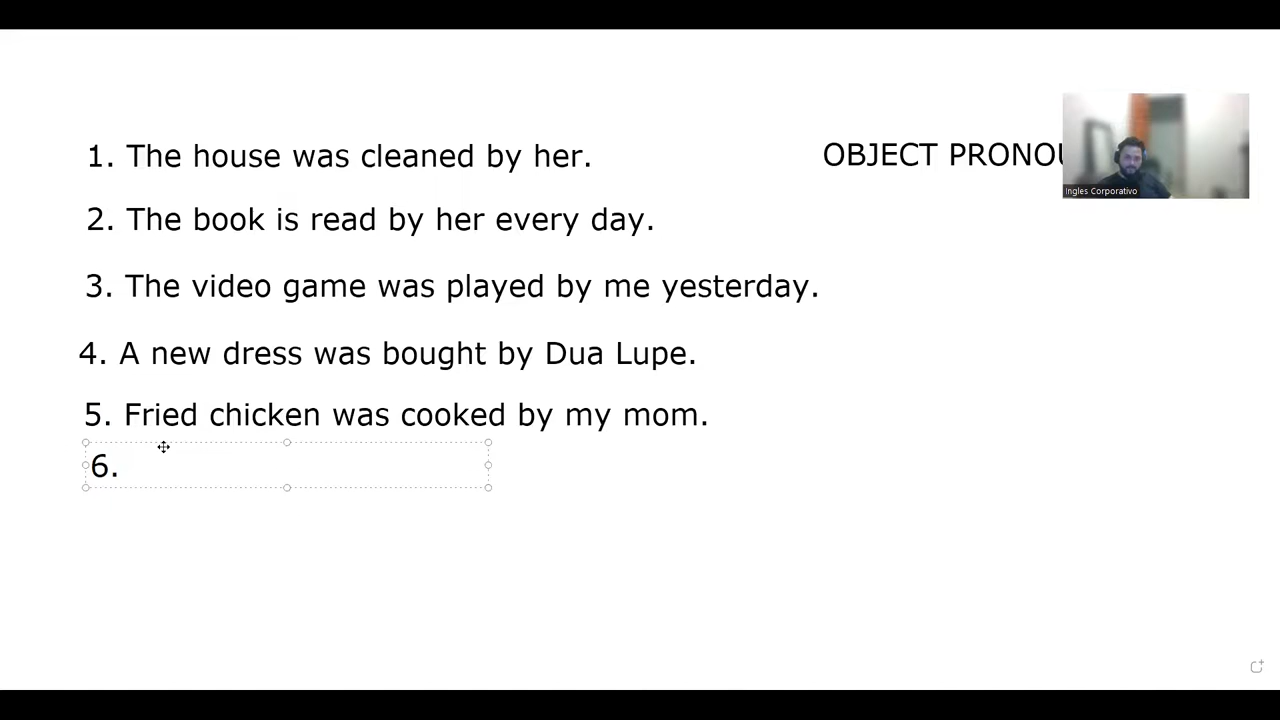 1. The house was cleaned by her.
OBJECT
Ingles Corporativo
2. The book is read by her every day.
3. The video game was played by me yesterday.
4. A new dress was bought by Dua Lupe.
5. Fried chicken was cooked by my mom.
6.